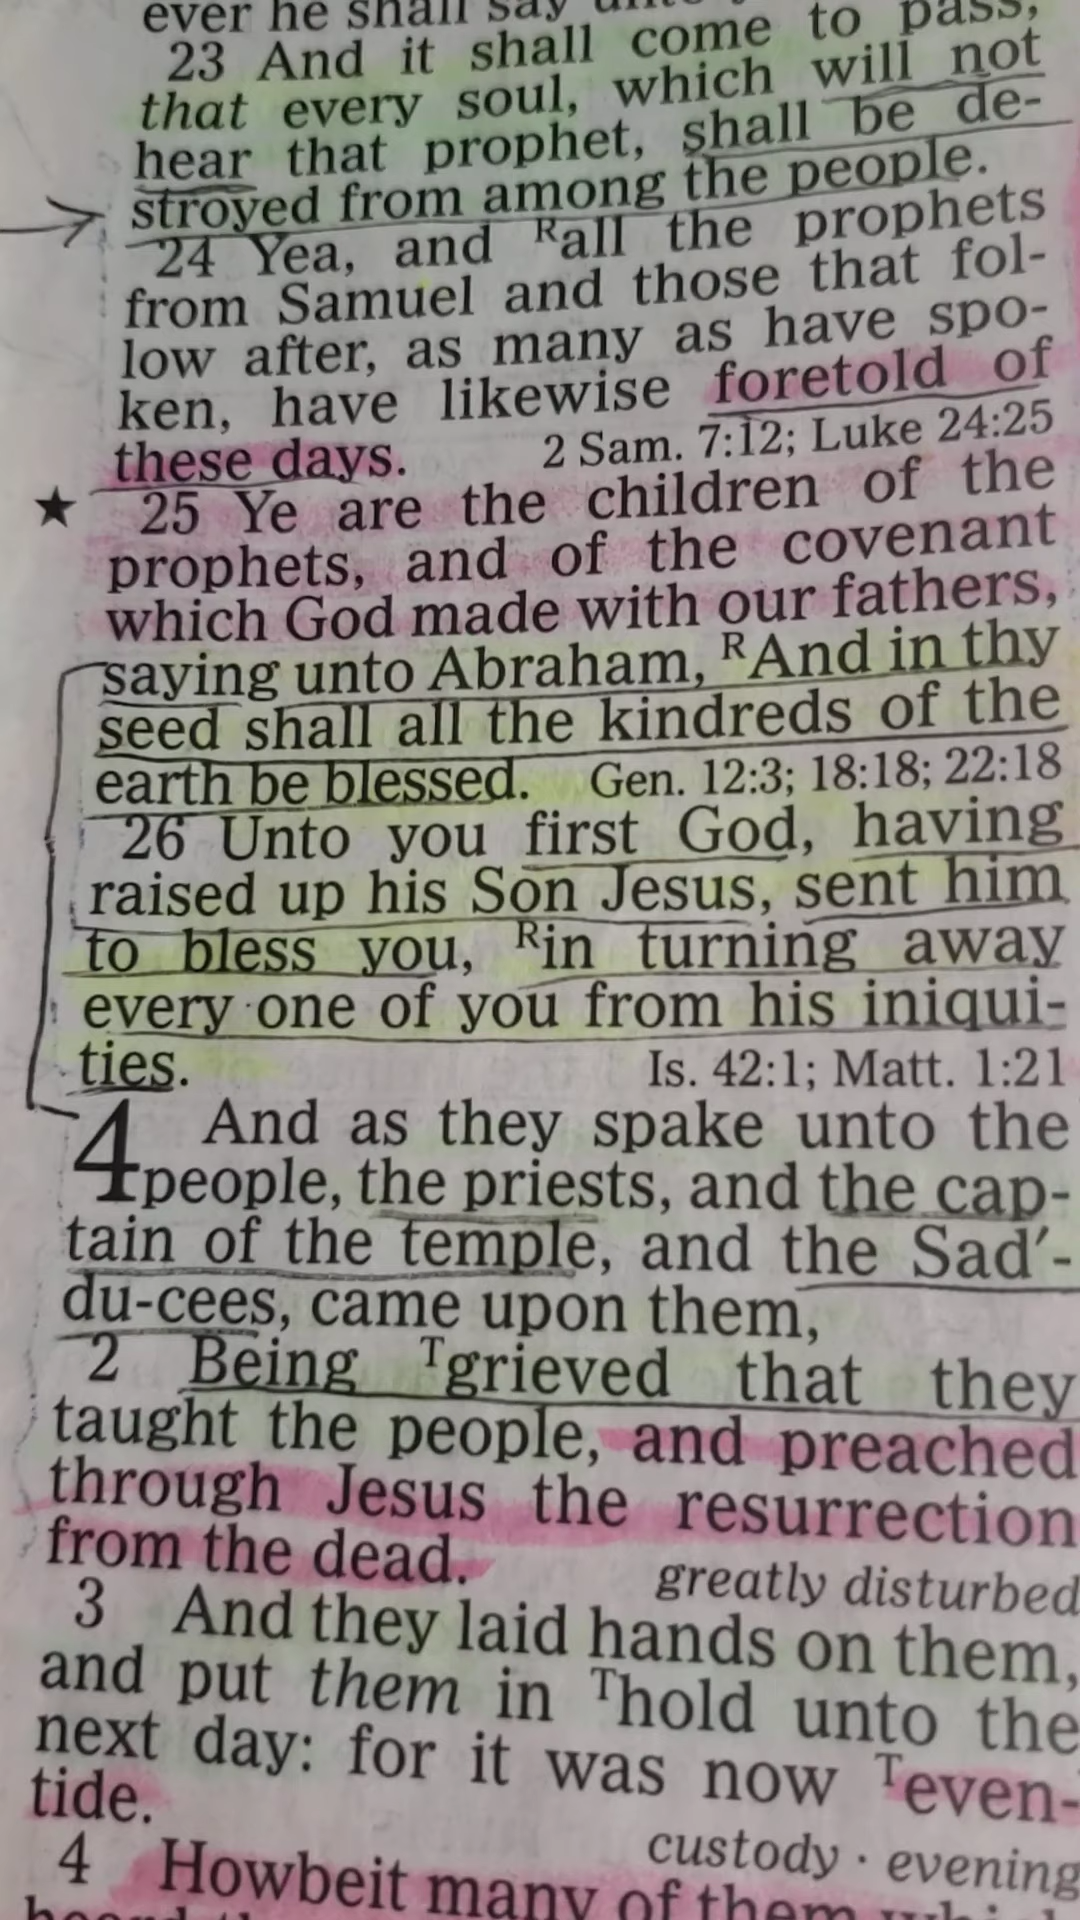 ever he shall say unto
23 And it shall come to pass,
that every soul, which will not
hear that prophet, shall be de-
stroyed from among the people.
24 Yea, and ᴿall the prophets
from Samuel and those that fol-
low after, as many as have spo-
ken, have likewise foretold of
these days. 2 Sam. 7:12; Luke 24:25
★ 25 Ye are the children of the
prophets, and of the covenant
which God made with our fathers,
saying unto Abraham, ᴿAnd in thy
seed shall all the kindreds of the
earth be blessed. Gen. 12:3; 18:18; 22:18
26 Unto you first God, having
raised up his Son Jesus, sent him
to bless you, ᴿin turning away
every one of you from his iniqui-
ties. Is. 42:1; Matt. 1:21
4 And as they spake unto the
people, the priests, and the cap-
tain of the temple, and the Sad′-
du-cees, came upon them,
2 Being ᵀgrieved that they
taught the people, and preached
through Jesus the resurrection
from the dead. greatly disturbed
3 And they laid hands on them,
and put them in ᵀhold unto the
next day: for it was now ᵀeven-
tide. custody · evening
4 Howbeit many of them